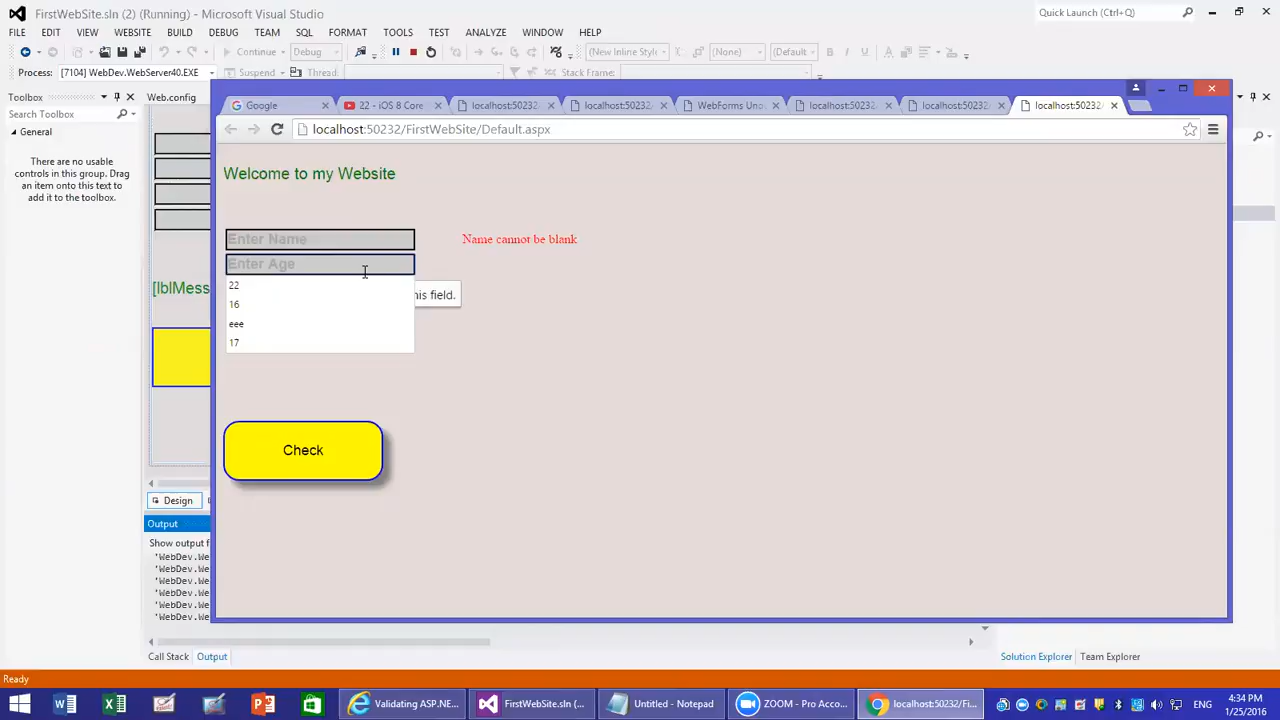 FirstWebSite.sln (2) (Running) - Microsoft Visual Studio
Quick Launch (Ctrl+Q)
FILE EDIT VIEW WEBSITE BUILD DEBUG TEAM SQL FORMAT TOOLS TEST ANALYZE WINDOW HELP
Continue Debug (New Inline Style) (None) (Default)
Process: [7104] WebDev.WebServer40.EXE Suspend Thread: Stack Frame:
Toolbox
Web.config
Search Toolbox
General
There are no usable
controls in this group. Drag
an item onto this text to
add it to the toolbox.
Google
22 - iOS 8 Core
localhost:50232/
localhost:50232/
WebForm
localhost:50232/
localhost:50232/
localhost:50232/
localhost:50232/FirstWebSite/Default.aspx
Welcome to my Website
Enter Name
Name cannot be blank
Enter Age
22
16
eee
17
his field.
[lblMess
Check
Design
Output
Show output f
'WebDev.We
'WebDev.We
'WebDev.We
'WebDev.We
'WebDev.We
'WebDev.We
Call Stack Output
Solution Explorer Team Explorer
Ready
Validating ASP.NE...
FirstWebSite.sln (...
Untitled - Notepad
ZOOM - Pro Acco...
localhost:50232/Fi...
ENG
4:34 PM
1/25/2016